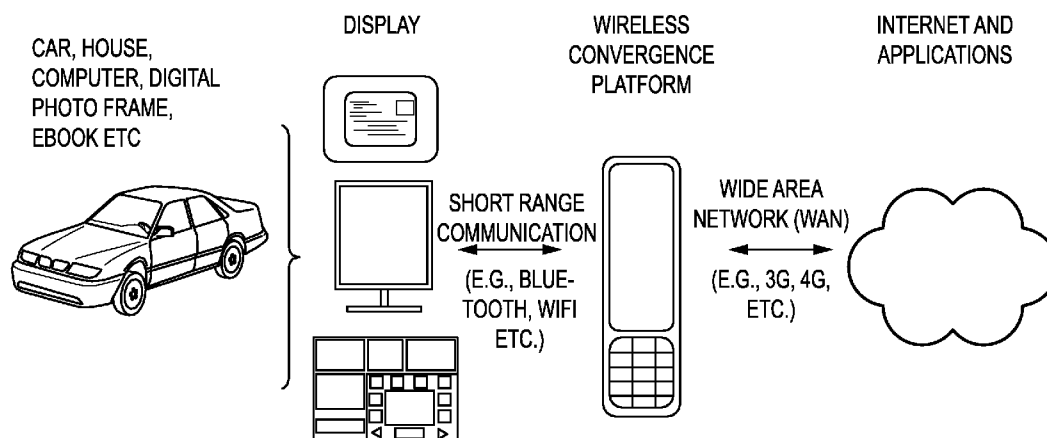 CAR, HOUSE,
COMPUTER, DIGITAL
PHOTO FRAME,
EBOOK ETC
DISPLAY
SHORT RANGE
COMMUNICATION
(E.G., BLUE-
TOOTH, WIFI
ETC.)
WIRELESS
CONVERGENCE
PLATFORM
WIDE AREA
NETWORK (WAN)
(E.G., 3G, 4G,
ETC.)
INTERNET AND
APPLICATIONS